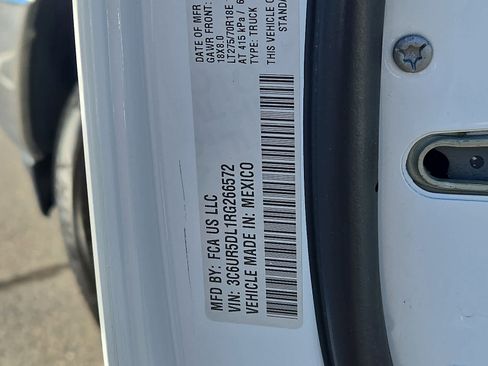 MFD BY: FCA US LLC
VIN: 3C6UR5DL1RG266572
VEHICLE MADE IN: MEXICO
DATE OF MFR
GAWR FRONT:
18X8.0
LT275/70R18E
AT 415 kPa /
TYPE: TRUCK
THIS VEHICLE
STANDA